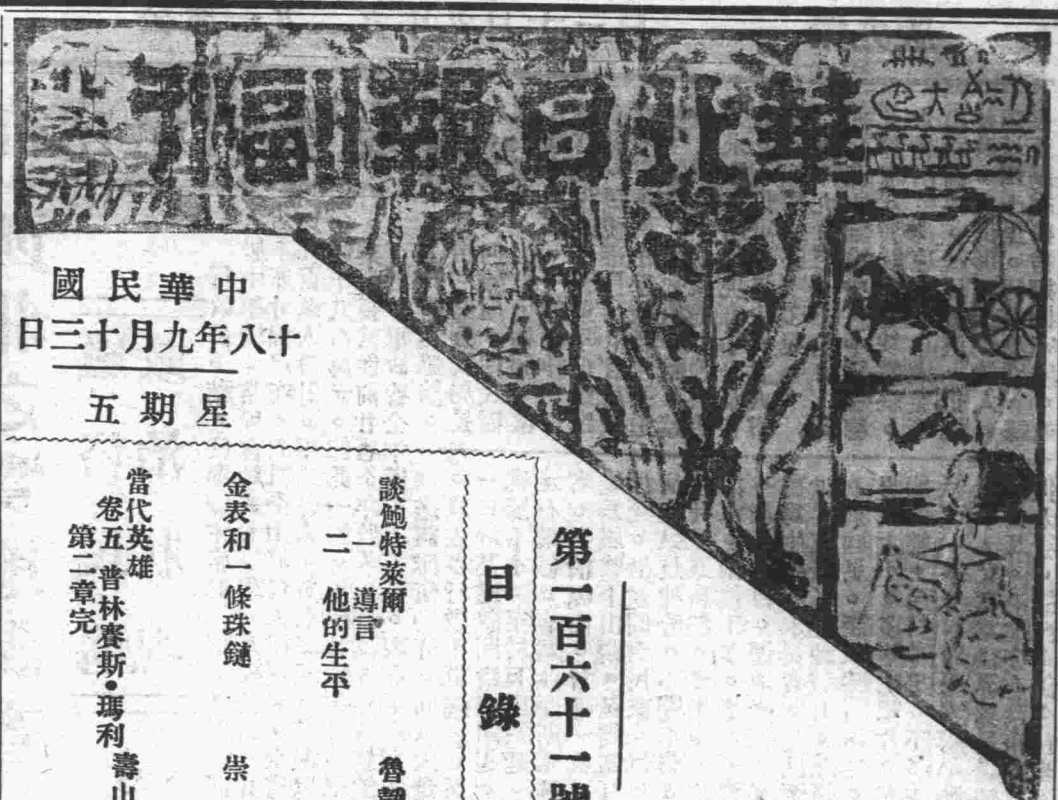 華北日報副刊
中華民國
十八年九月十三日
星期五
第一百六十一號
目錄
談鮑特萊爾
一 導言
二 他的生平
魯
金表和一條珠鏈
崇
當代英雄
卷五 普林賽斯•瑪利
第二章完
壽山